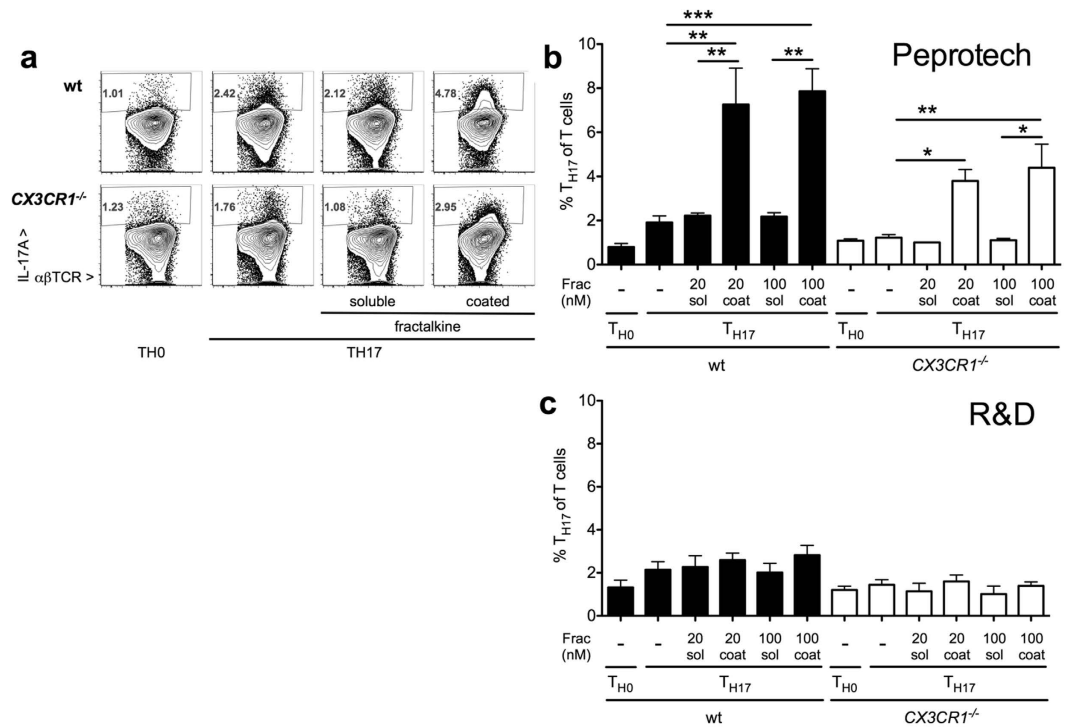 a
wt
1.01
2.42
2.12
4.78
CX3CR1-/-
1.23
1.76
1.08
2.95
IL-17A >
αβTCR >
soluble
coated
fractalkine
TH0
TH17
b
Peprotech
***
**
**
**
**
*
*
*
% TH17 of T cells
10
8
6
4
2
0
Frac (nM)
- - 20 sol 20 coat 100 sol 100 coat - - 20 sol 20 coat 100 sol 100 coat
TH0 TH17 TH0 TH17
wt CX3CR1-/-
c
R&D
% TH17 of T cells
10
8
6
4
2
0
Frac (nM)
- - 20 sol 20 coat 100 sol 100 coat - - 20 sol 20 coat 100 sol 100 coat
TH0 TH17 TH0 TH17
wt CX3CR1-/-